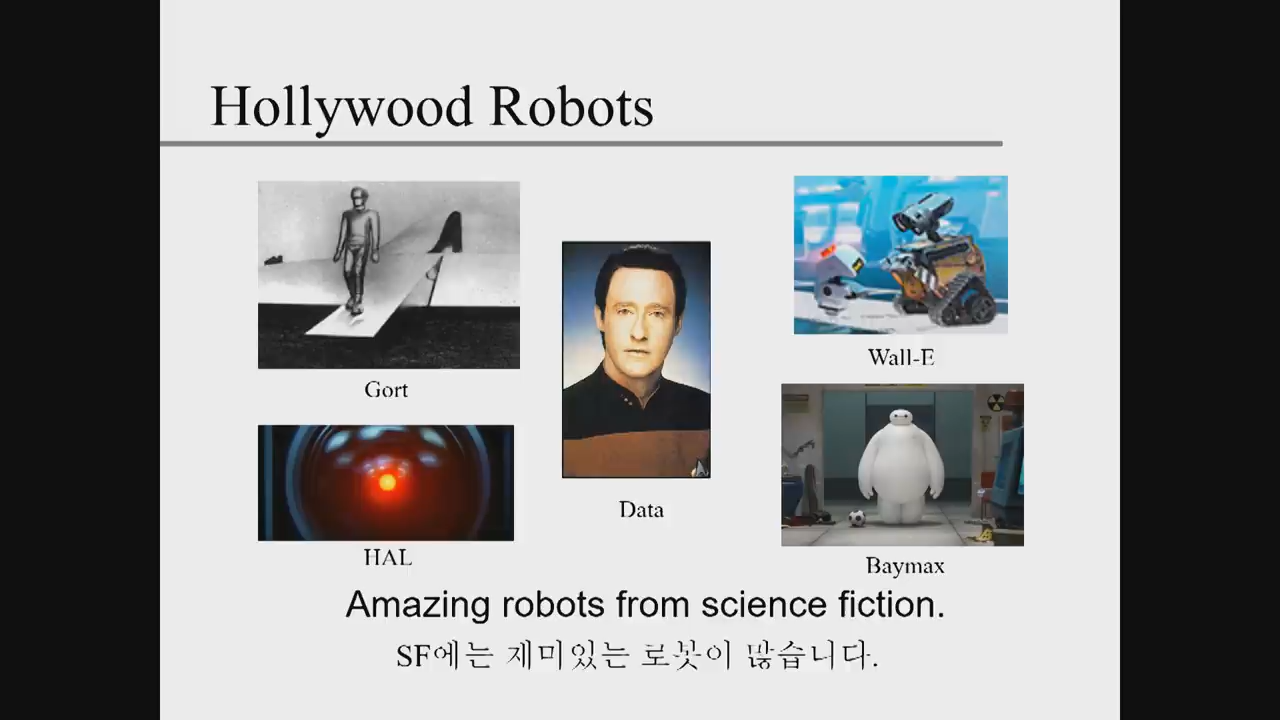 Hollywood Robots
Gort
HAL
Data
Wall-E
Baymax
Amazing robots from science fiction.
SF에는 재미있는 로봇이 많습니다.